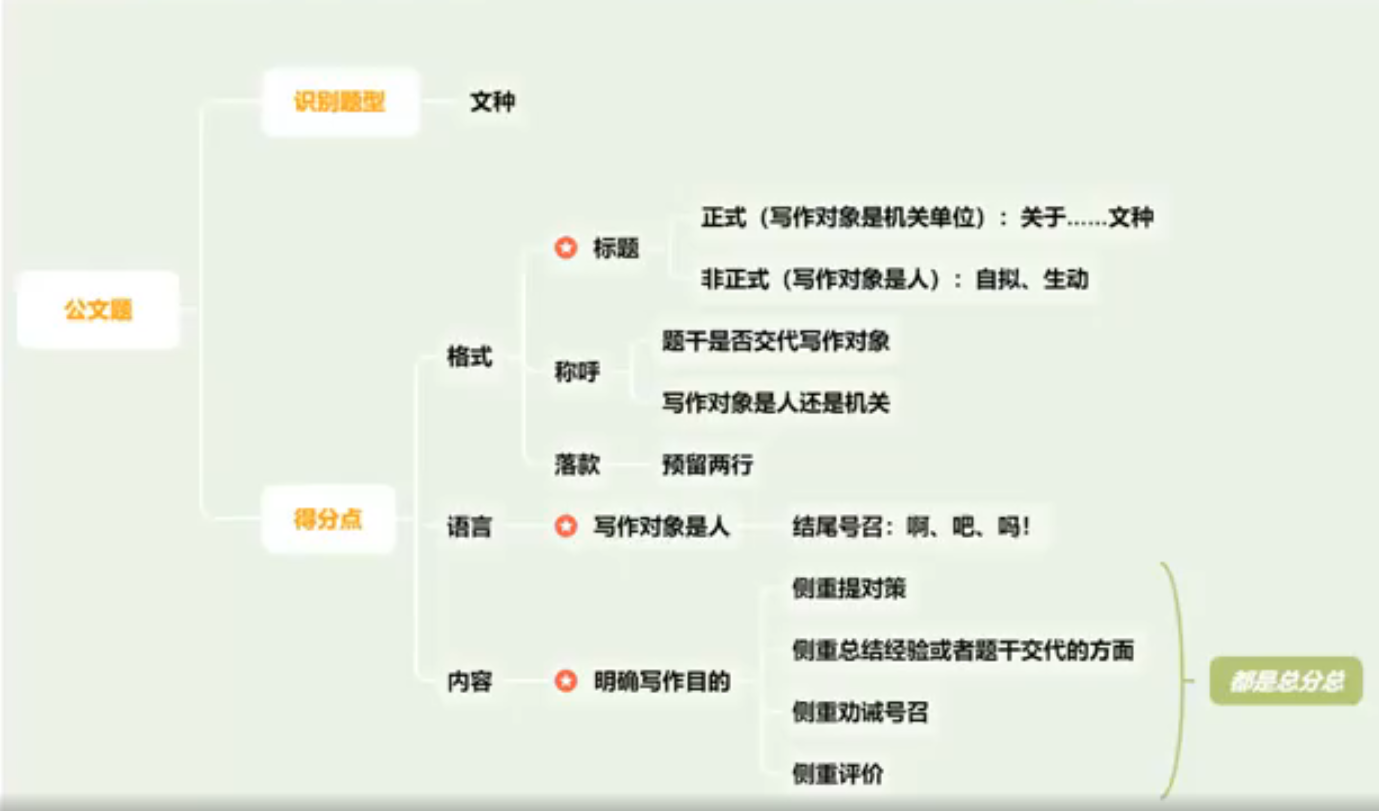 识别题型
文种
正式（写作对象是机关单位）：关于……文种
标题
非正式（写作对象是人）：自拟、生动
公文题
题干是否交代写作对象
格式
称呼
写作对象是人还是机关
落款
预留两行
得分点
语言
写作对象是人
结尾号召：啊、吧、吗！
侧重提对策
侧重总结经验或者题干交代的方面
内容
明确写作目的
都是总分总
侧重劝诫号召
侧重评价